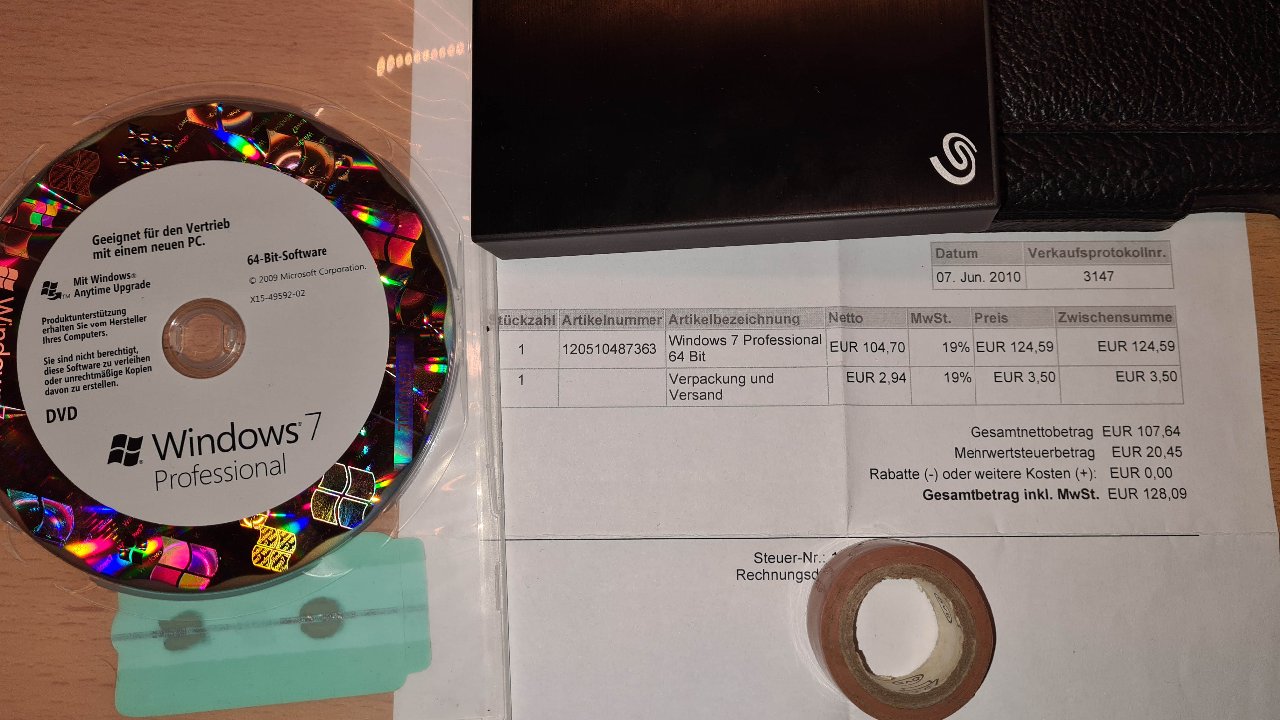 Geeignet für den Vertrieb
mit einem neuen PC.
64-Bit-Software
Mit Windows®
Anytime Upgrade
© 2009 Microsoft Corporation.
X15-49592-02
Produktunterstützung
erhalten Sie vom Hersteller
Ihres Computers.
Sie sind nicht berechtigt,
diese Software zu verleihen
oder unrechtmäßige Kopien
davon zu erstellen.
DVD
Windows® 7
Professional
Datum Verkaufsprotokollnr.
07. Jun. 2010 3147
tückzahl Artikelnummer Artikelbezeichnung Netto MwSt. Preis Zwischensumme
1 120510487363 Windows 7 Professional EUR 104,70 19% EUR 124,59 EUR 124,59
64 Bit
1 Verpackung und EUR 2,94 19% EUR 3,50 EUR 3,50
Versand
Gesamtnettobetrag EUR 107,64
Menrwertsteuerbetrag EUR 20,45
Rabatte (-) oder weitere Kosten (+): EUR 0,00
Gesamtbetrag inkl. MwSt. EUR 128,09
Steuer-Nr.:
Rechnungsd